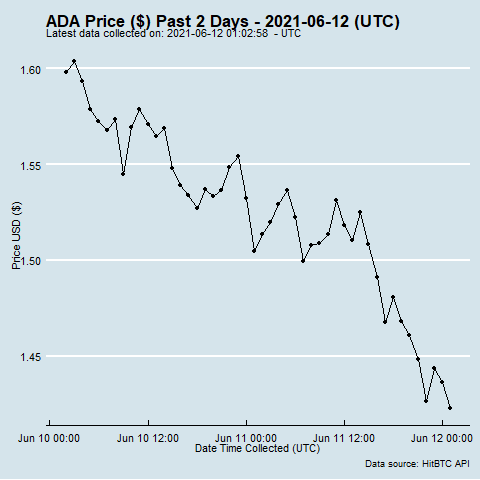 ADA Price ($) Past 2 Days - 2021-06-12 (UTC)
Latest data collected on: 2021-06-12 01:02:58 - UTC
1.60
1.55
1.50
1.45
Price USD ($)
Jun 10 00:00 Jun 10 12:00 Jun 11 00:00 Jun 11 12:00 Jun 12 00:00
Date Time Collected (UTC)
Data source: HitBTC API